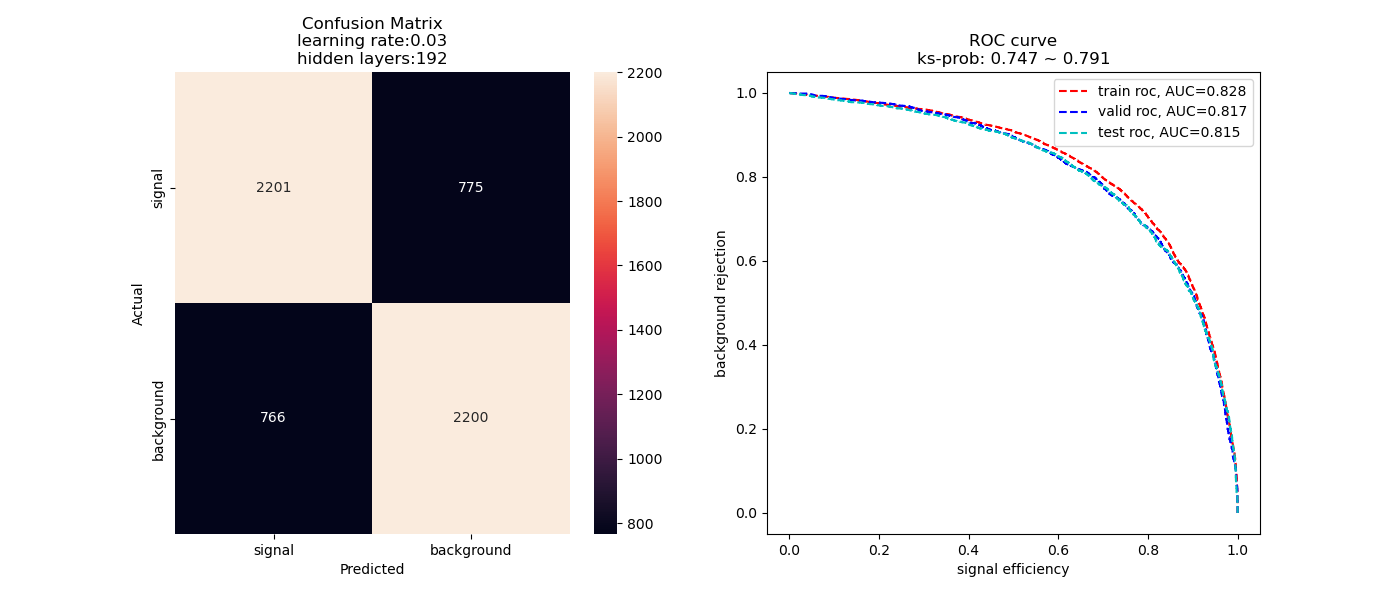 Confusion Matrix
learning rate:0.03
hidden layers:192
signal
background
Actual
2201
775
766
2200
signal
background
Predicted
2200
2000
1800
1600
1400
1200
1000
800
ROC curve
ks-prob: 0.747 ~ 0.791
train roc, AUC=0.828
valid roc, AUC=0.817
test roc, AUC=0.815
background rejection
1.0
0.8
0.6
0.4
0.2
0.0
0.0
0.2
0.4
0.6
0.8
1.0
signal efficiency